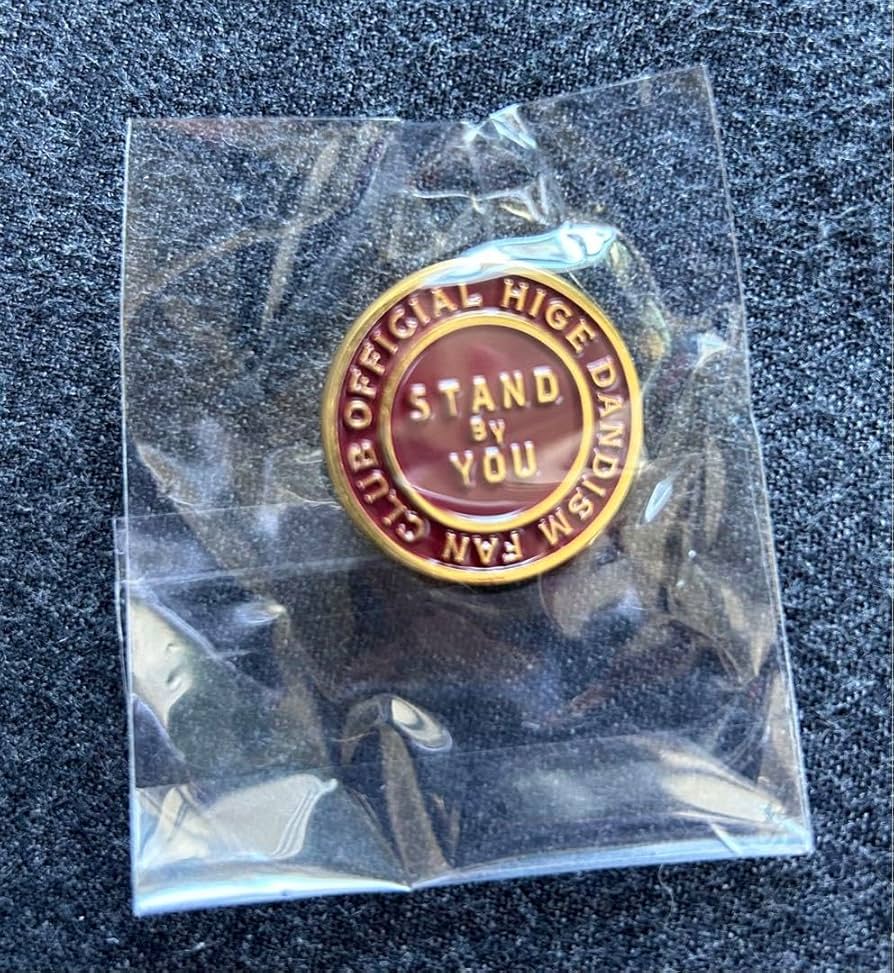 OFFICIAL HIGE DANDISM FAN CLUB
STAND
BY
YOU